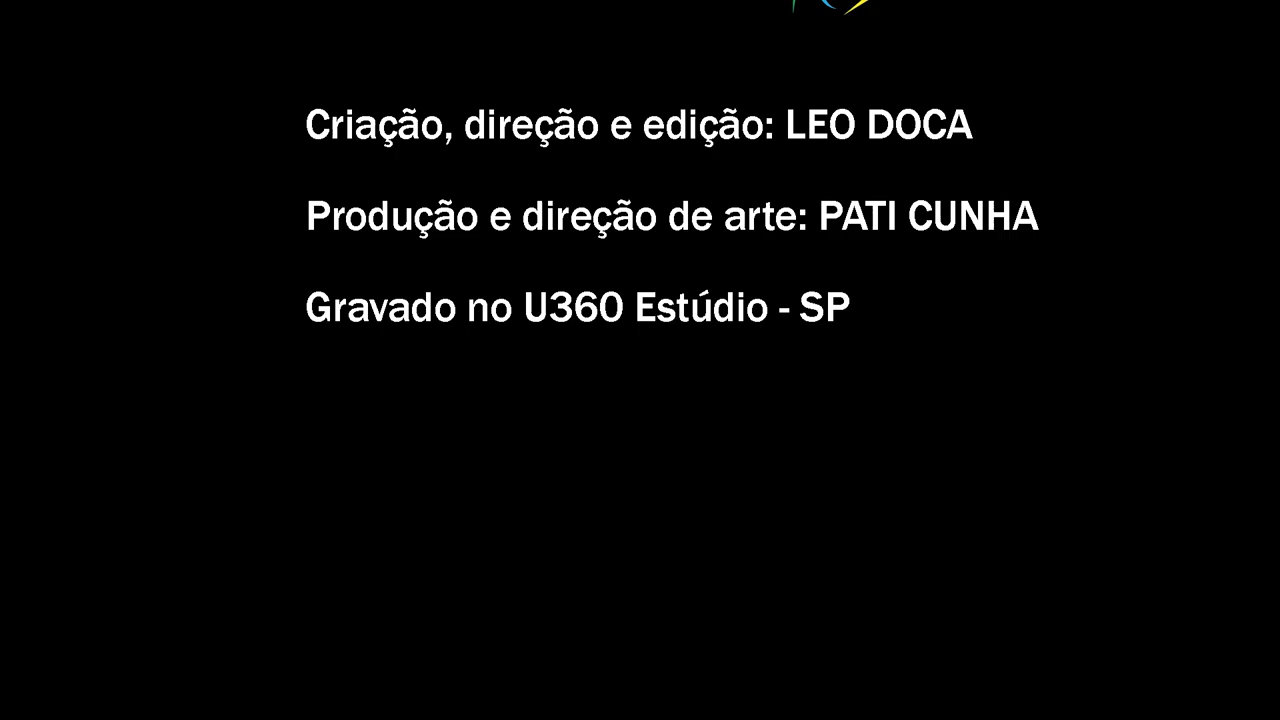 Criação, direção e edição: LEO DOCA
Produção e direção de arte: PATI CUNHA
Gravado no U360 Estúdio - SP